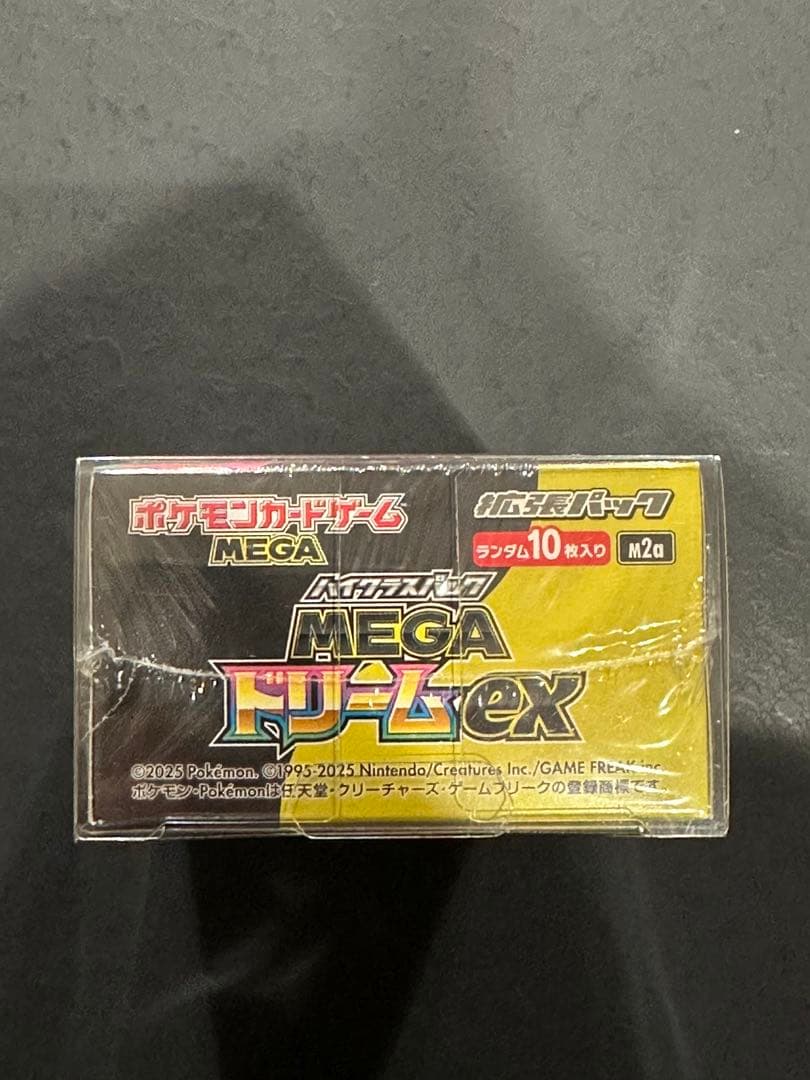 ポケモンカードゲーム
MEGA
拡張パック
ランダム10枚入り M2a
ハイクラスパック
MEGA
ドリームex
©2025 Pokémon. ©1995-2025 Nintendo/Creatures Inc./GAME FREAK inc.
ポケモン・Pokémonは任天堂・クリーチャーズ・ゲームフリークの登録商標です。